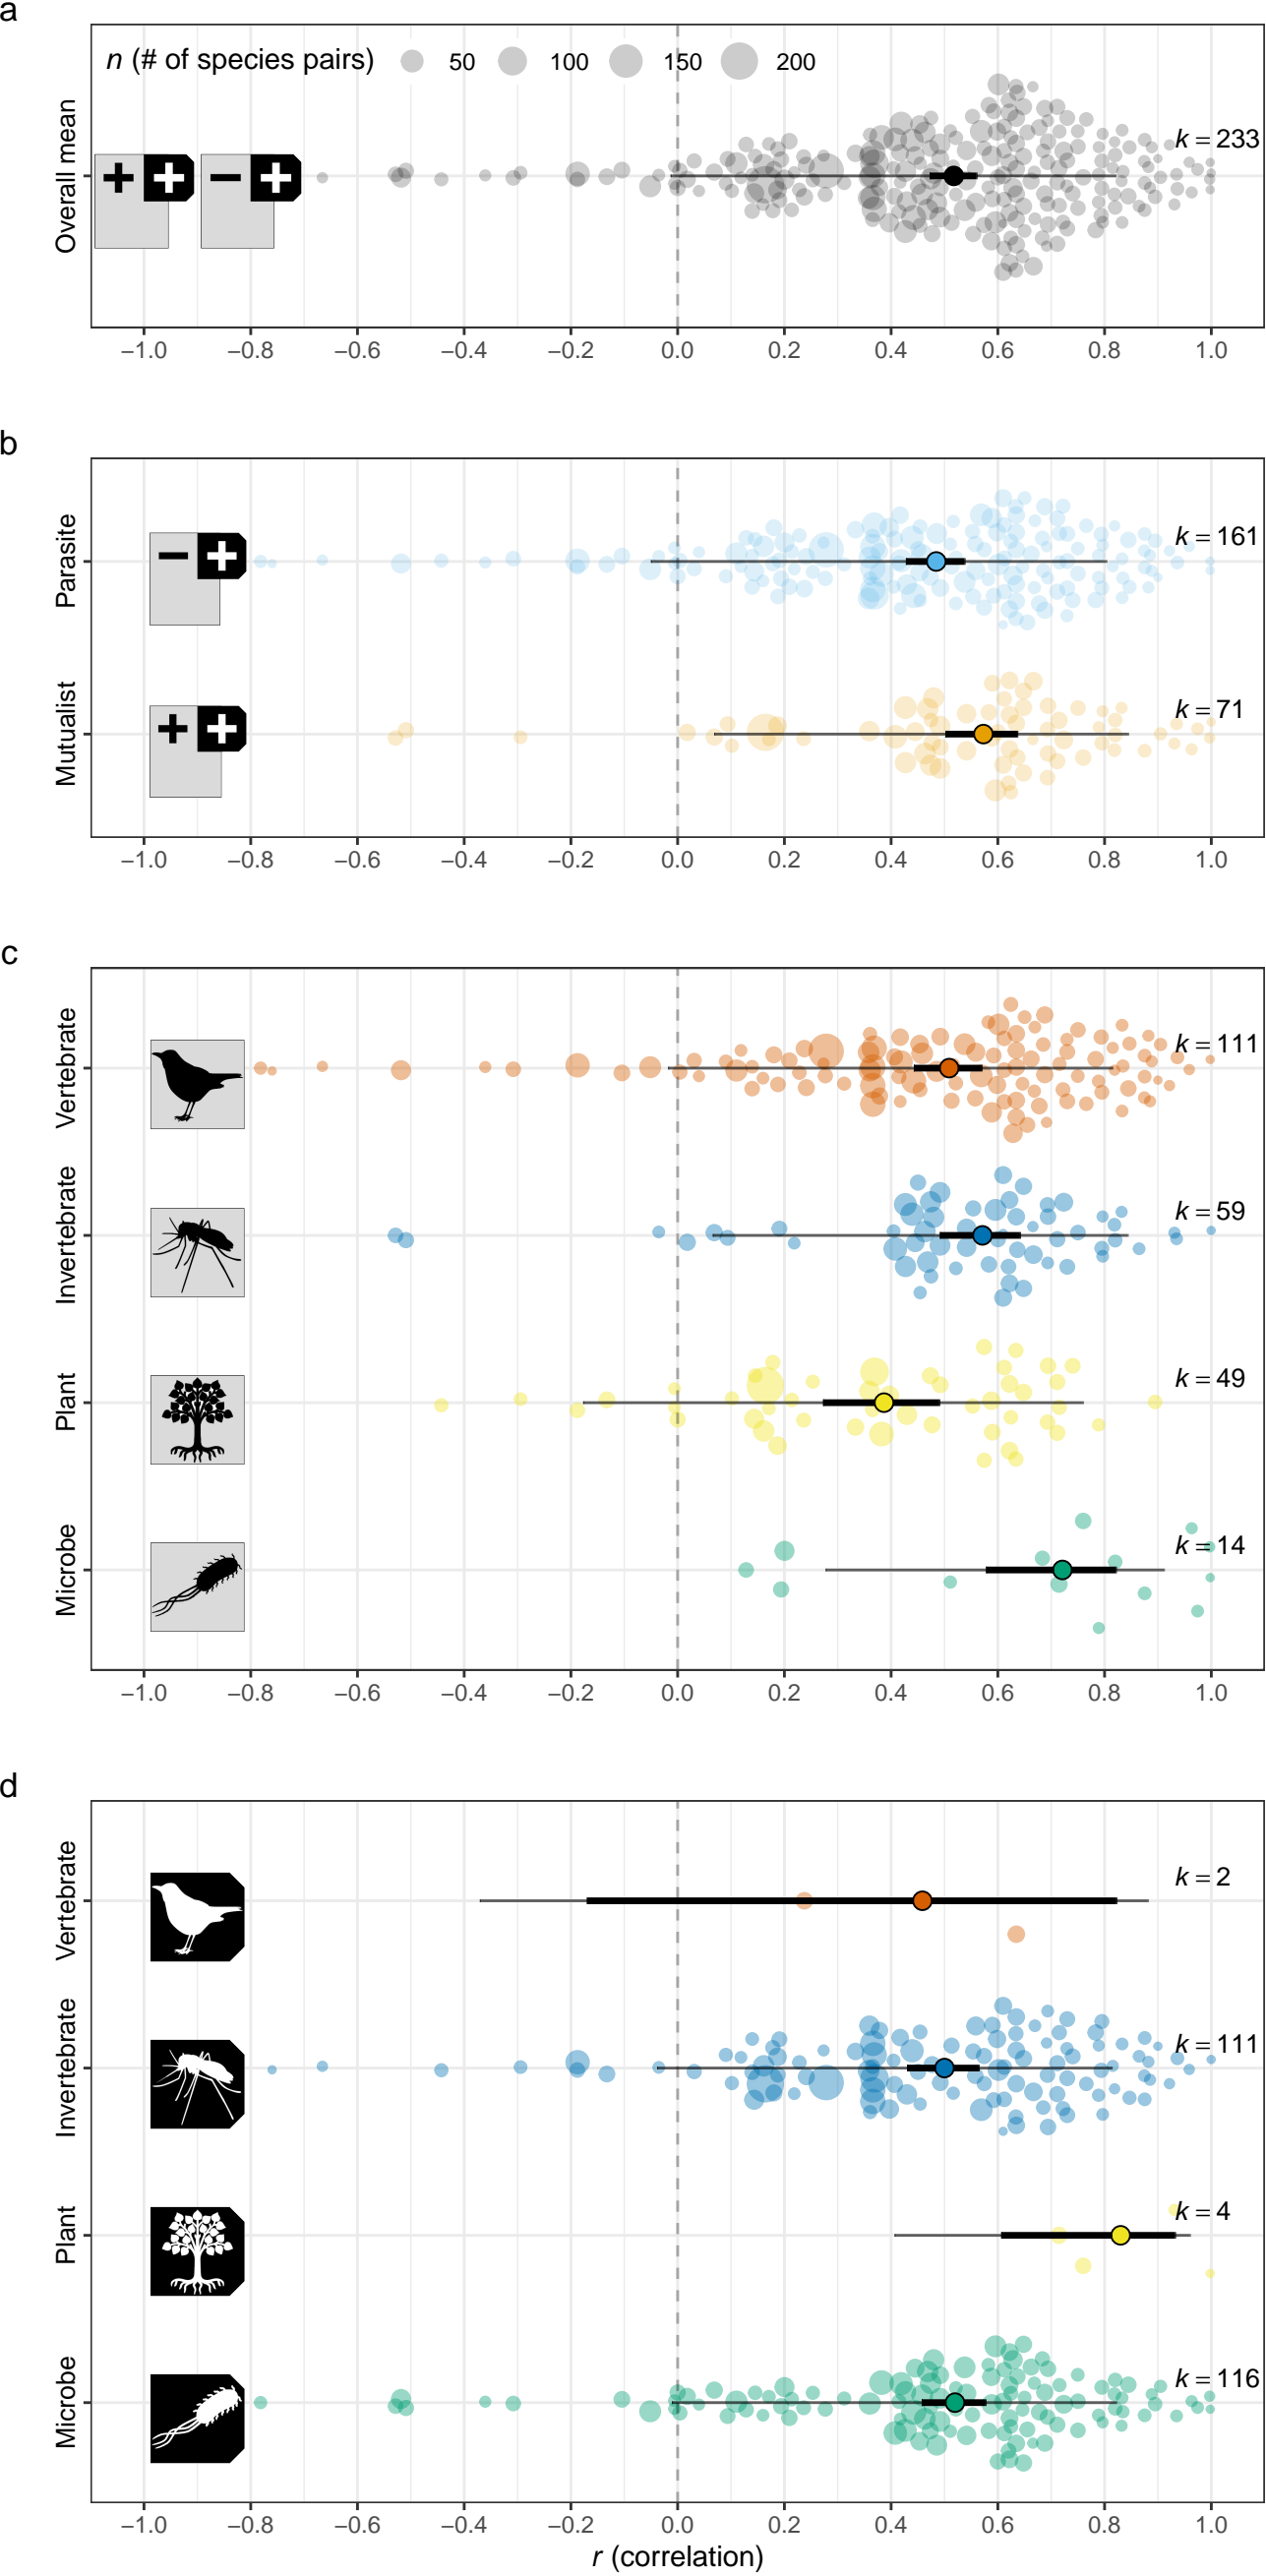 a
n (# of species pairs) 50 100 150 200
Overall mean
+ + − +
k = 233
−1.0 −0.8 −0.6 −0.4 −0.2 0.0 0.2 0.4 0.6 0.8 1.0
b
Parasite
− +
k = 161
Mutualist
+ +
k = 71
−1.0 −0.8 −0.6 −0.4 −0.2 0.0 0.2 0.4 0.6 0.8 1.0
c
Vertebrate
k = 111
Invertebrate
k = 59
Plant
k = 49
Microbe
k = 14
−1.0 −0.8 −0.6 −0.4 −0.2 0.0 0.2 0.4 0.6 0.8 1.0
d
Vertebrate
k = 2
Invertebrate
k = 111
Plant
k = 4
Microbe
k = 116
−1.0 −0.8 −0.6 −0.4 −0.2 0.0 0.2 0.4 0.6 0.8 1.0
r (correlation)